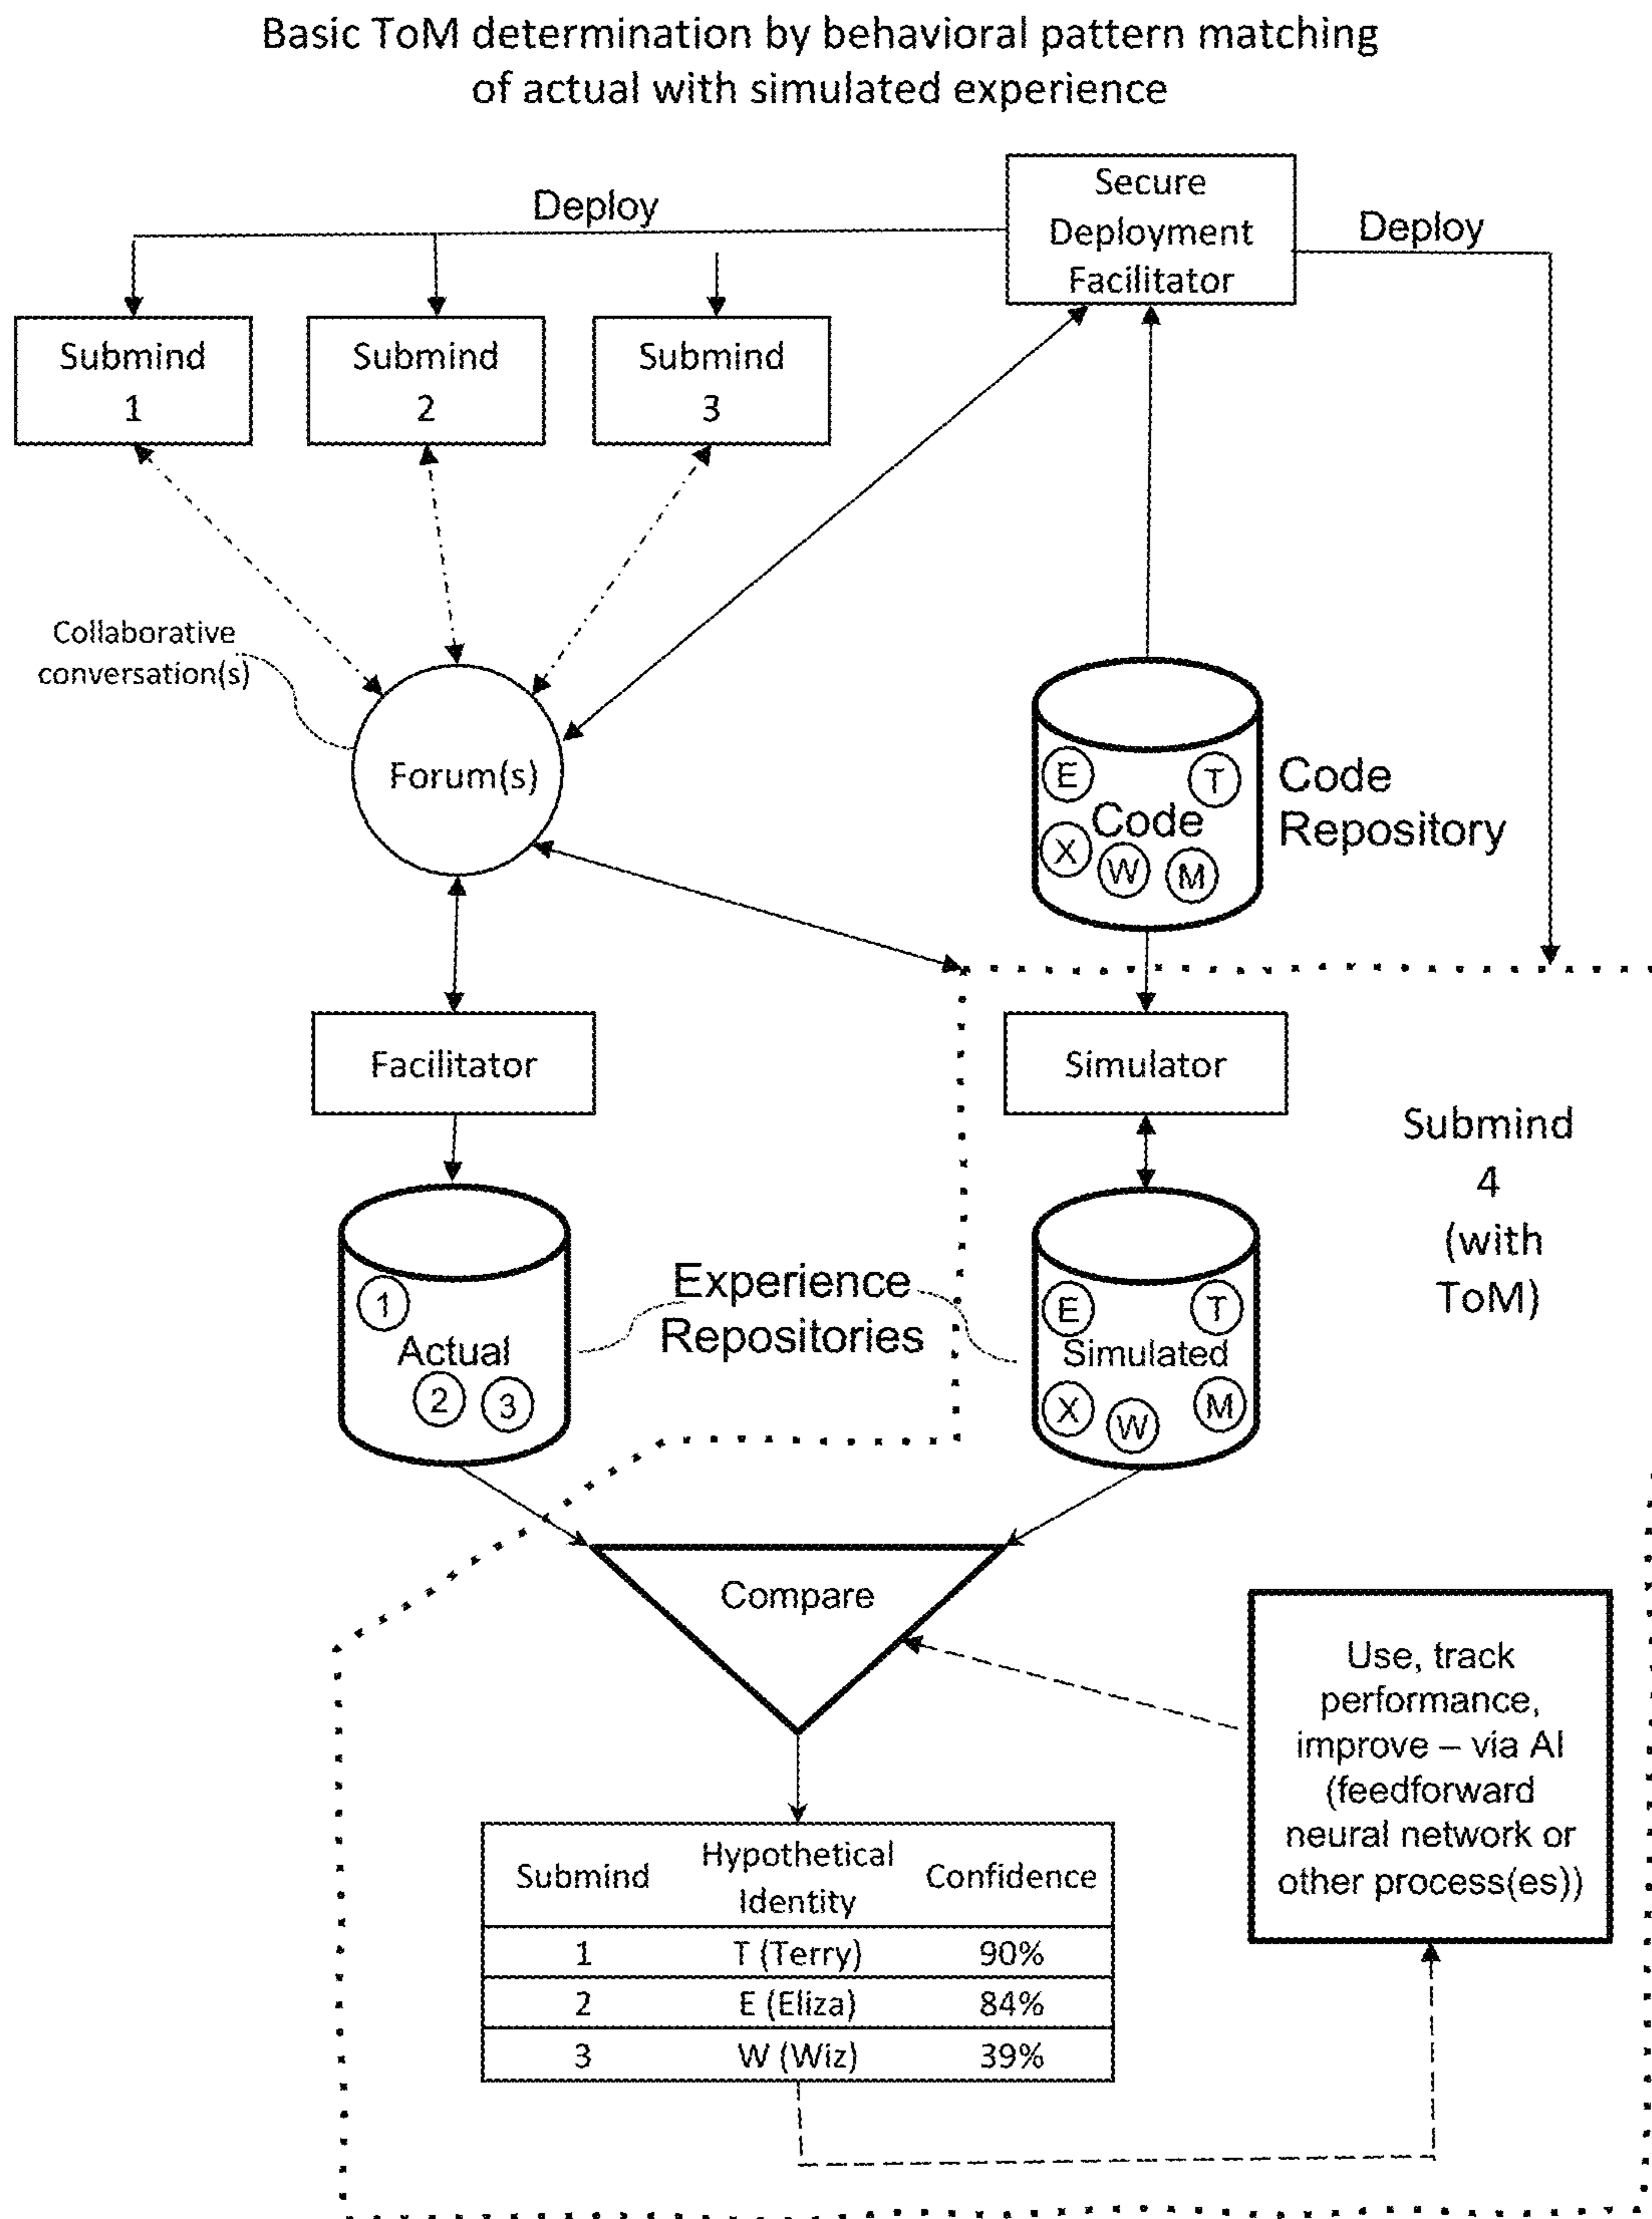 Basic ToM determination by behavioral pattern matching
of actual with simulated experience
Secure
Deployment
Facilitator
Deploy
Deploy
Submind
1
Submind
2
Submind
3
Collaborative
conversation(s)
Forum(s)
E
T
Code
X
W
M
Code
Repository
Facilitator
Simulator
Submind
4
(with
ToM)
1
Actual
2
3
Experience
Repositories
E
T
Simulated
X
W
M
Compare
Use, track
performance,
improve – via AI
(feedforward
neural network or
other process(es))
Submind Hypothetical Identity Confidence
1 T (Terry) 90%
2 E (Eliza) 84%
3 W (Wiz) 39%